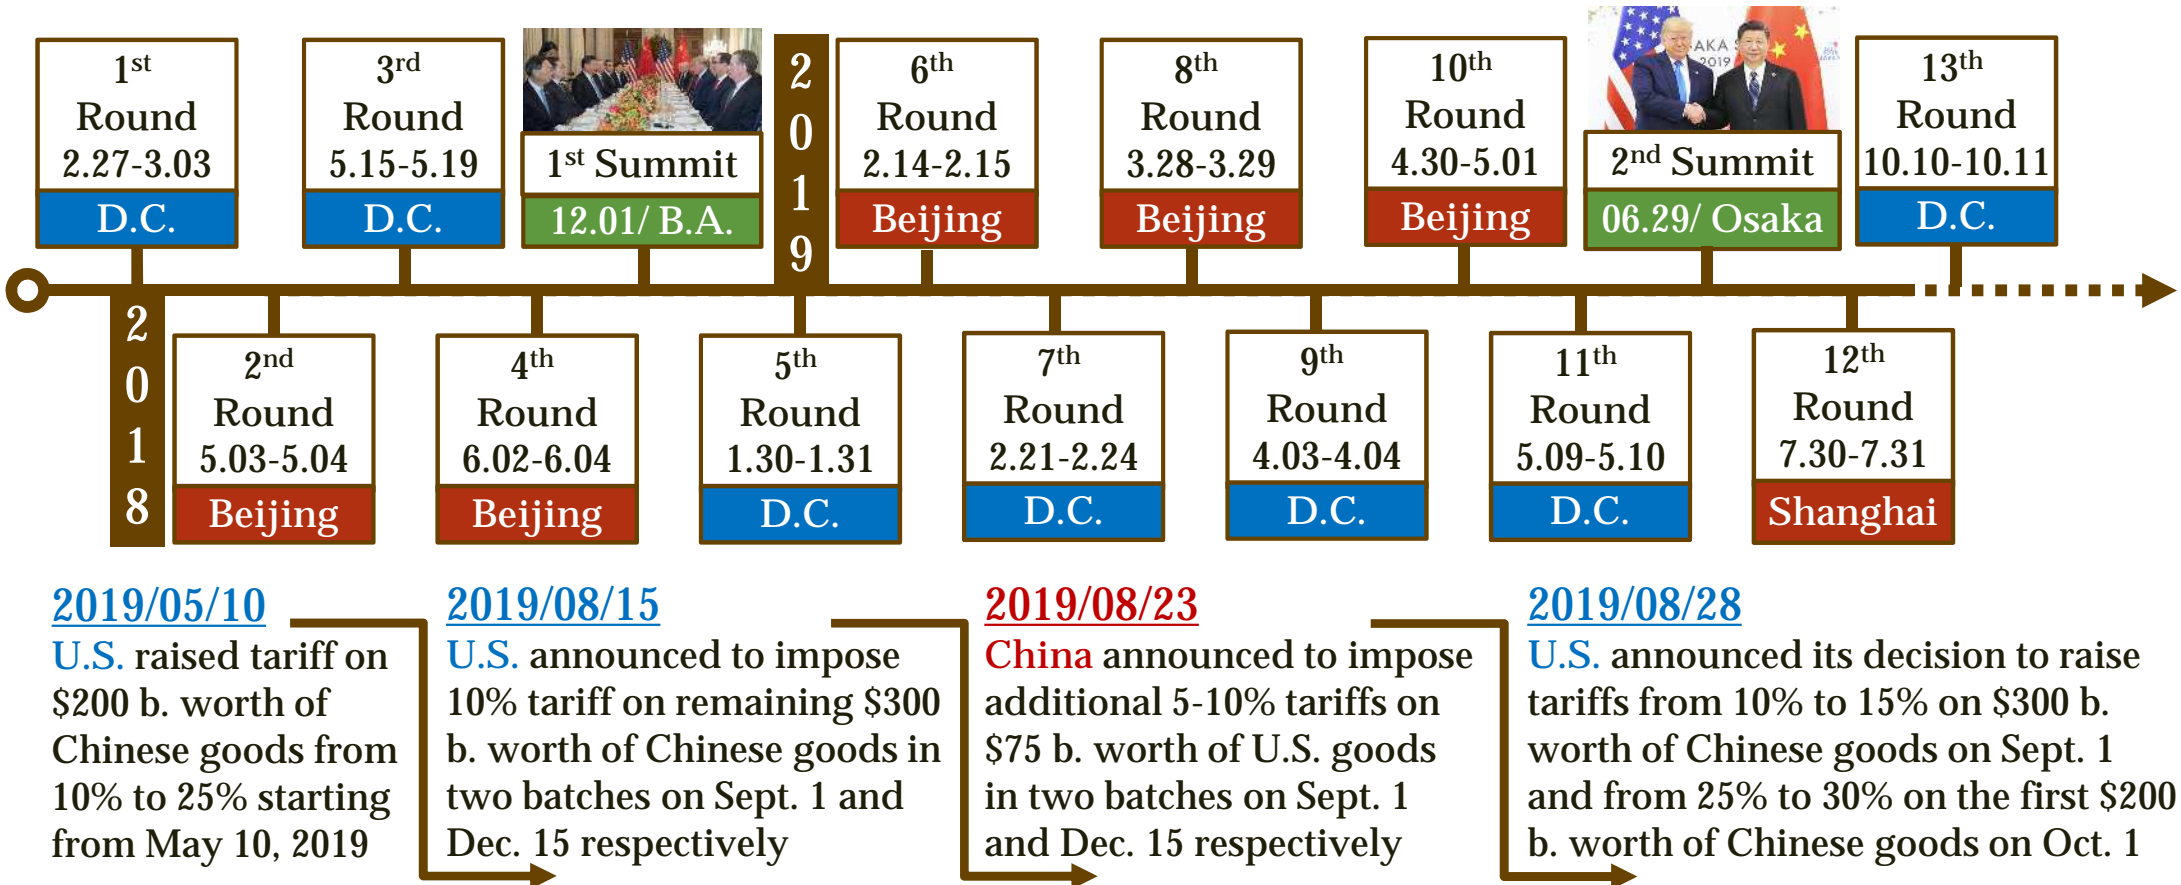 1st
Round
2.27-3.03
D.C.
3rd
Round
5.15-5.19
D.C.
1st Summit
12.01/ B.A.
2019
6th
Round
2.14-2.15
Beijing
8th
Round
3.28-3.29
Beijing
10th
Round
4.30-5.01
Beijing
AKA
2019
2nd Summit
06.29/ Osaka
13th
Round
10.10-10.11
D.C.
2018
2nd
Round
5.03-5.04
Beijing
4th
Round
6.02-6.04
Beijing
5th
Round
1.30-1.31
D.C.
7th
Round
2.21-2.24
D.C.
9th
Round
4.03-4.04
D.C.
11th
Round
5.09-5.10
D.C.
12th
Round
7.30-7.31
Shanghai
2019/05/10
U.S. raised tariff on
$200 b. worth of
Chinese goods from
10% to 25% starting
from May 10, 2019
2019/08/15
U.S. announced to impose
10% tariff on remaining $300
b. worth of Chinese goods in
two batches on Sept. 1 and
Dec. 15 respectively
2019/08/23
China announced to impose
additional 5-10% tariffs on
$75 b. worth of U.S. goods
in two batches on Sept. 1
and Dec. 15 respectively
2019/08/28
U.S. announced its decision to raise
tariffs from 10% to 15% on $300 b.
worth of Chinese goods on Sept. 1
and from 25% to 30% on the first $200
b. worth of Chinese goods on Oct. 1